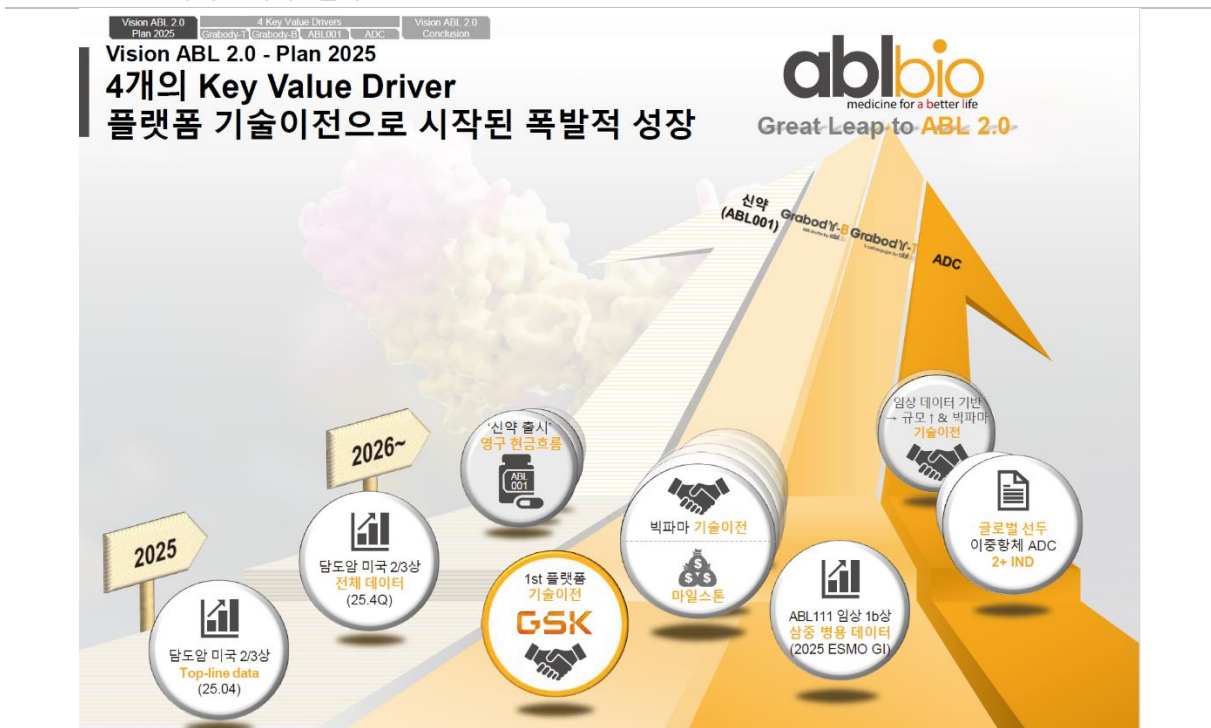 Vision ABL 2.0
Plan 2025
4 Key Value Drivers
Grabody-T Grabody-B ABL001 ADC
Vision ABL 2.0
Conclusion
Vision ABL 2.0 - Plan 2025
4개의 Key Value Driver
플랫폼 기술이전으로 시작된 폭발적 성장
ablbio
medicine for a better life
Great Leap to ABL 2.0
신약
(ABL001)
Grabody-B
Grabody-T
ADC
2025
2026~
담도암 미국 2/3상
Top-line data
(25.04)
담도암 미국 2/3상
전체 데이터
(25.4Q)
'신약 출시'
영구 현금흐름
ABL
001
1st 플랫폼
기술이전
GSK
빅파마 기술이전
마일스톤
ABL111 임상 1b상
삼중 병용 데이터
(2025 ESMO GI)
임상 데이터 기반
→ 규모↑& 빅파마
기술이전
글로벌 선두
이중항체 ADC
2+ IND